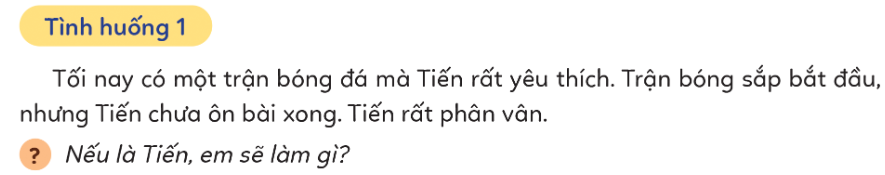 Tình huống 1
Tối nay có một trận bóng đá mà Tiến rất yêu thích. Trận bóng sắp bắt đầu,
nhưng Tiến chưa ôn bài xong. Tiến rất phân vân.
? Nếu là Tiến, em sẽ làm gì?